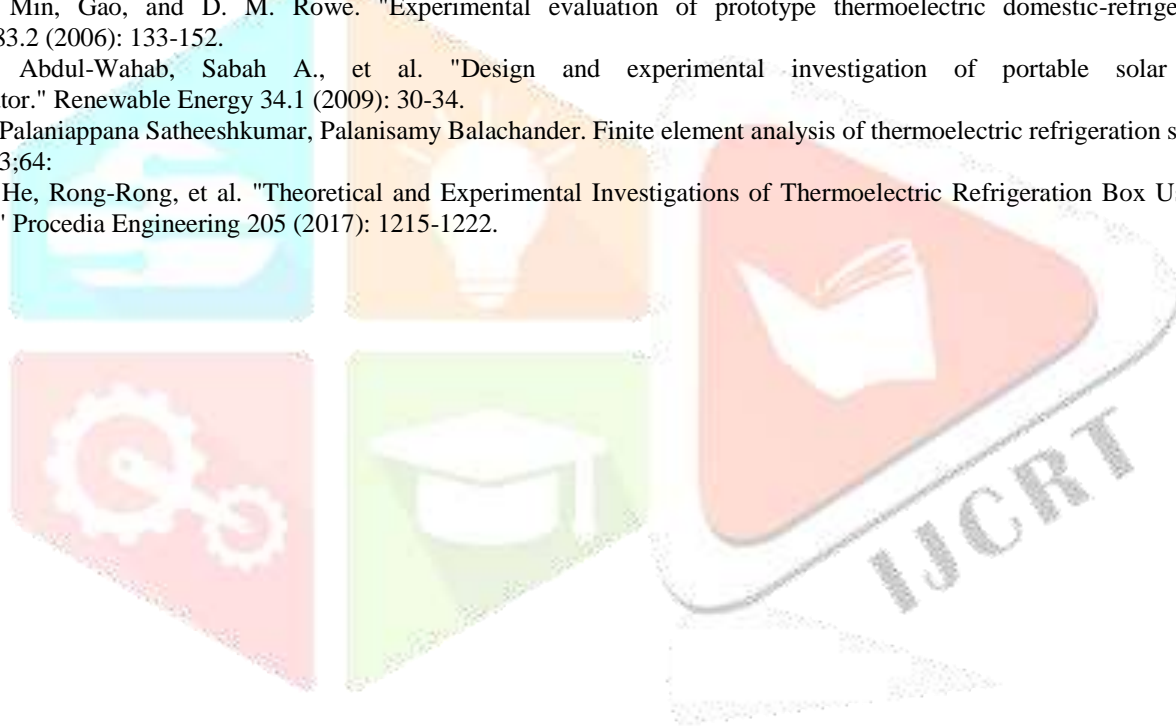 Min, Gao, and D. M. Rowe. "Experimental evaluation of prototype thermoelectric domestic-refrige
83.2 (2006): 133-152.
Abdul-Wahab, Sabah A., et al. "Design and experimental investigation of portable solar
tor." Renewable Energy 34.1 (2009): 30-34.
Palaniappana Satheeshkumar, Palanisamy Balachander. Finite element analysis of thermoelectric refrigeration s
3;64:
He, Rong-Rong, et al. "Theoretical and Experimental Investigations of Thermoelectric Refrigeration Box U
" Procedia Engineering 205 (2017): 1215-1222.
IJCRT